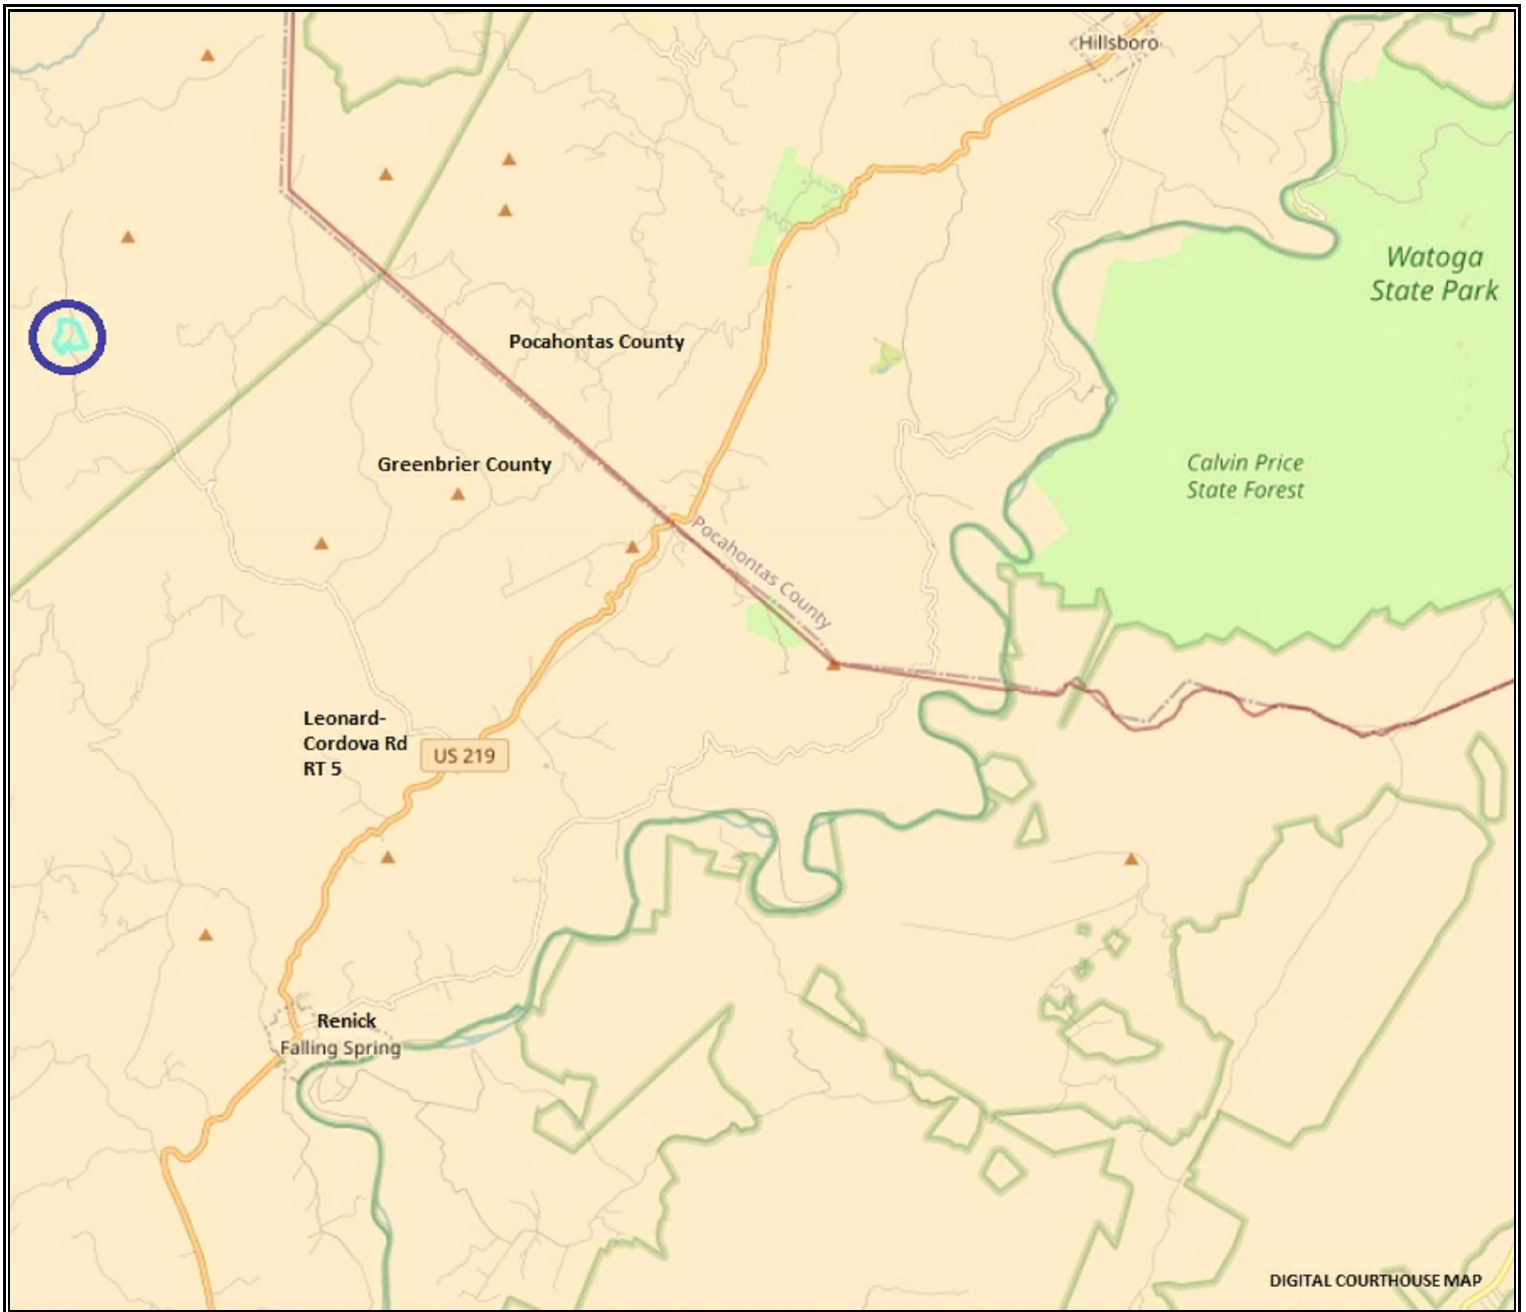 Hillsboro
Watoga
State Park
Pocahontas County
Greenbrier County
Calvin Price
State Forest
Pocahontas County
Leonard-
Cordova Rd
RT 5
US 219
Renick
Falling Spring
DIGITAL COURTHOUSE MAP